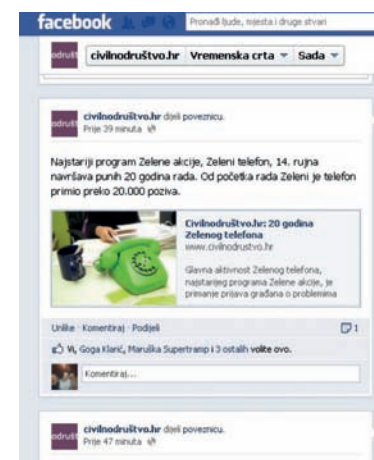 facebook Pronađi ljude, mjesta i druge stvari
odrušt civilnodruštvo.hr Vremenska crta Sada
odrušt civilnodruštvo.hr dijeli poveznicu.
Prije 39 minuta
Najstariji program Zelene akcije, Zeleni telefon, 14. rujna
navršava punih 20 godina rada. Od početka rada Zeleni je telefon
primio preko 20.000 poziva.
Civilnodruštvo.hr: 20 godina
Zelenog telefona
www.civilnodrustvo.hr
Glavna aktivnost Zelenog telefona,
najstarijeg programa Zelene akcije, je
primanje prijava građana o problemima
Unlike · Komentiraj · Podijeli 1
Vi, Goga Klarić, Maruška Supertramp i 3 ostalih volite ovo.
Komentiraj...
odrušt civilnodruštvo.hr dijeli poveznicu.
Prije 47 minuta